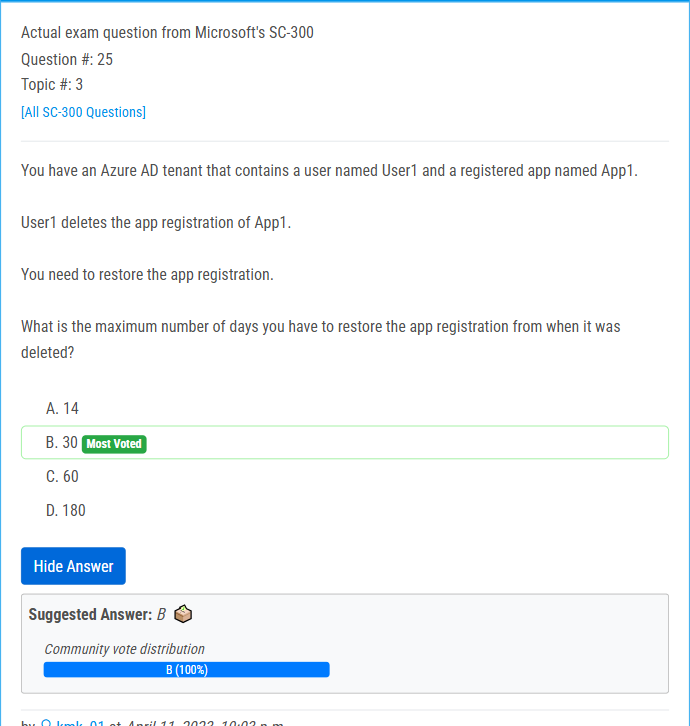 Actual exam question from Microsoft's SC-300
Question #: 25
Topic #: 3
[All SC-300 Questions]
You have an Azure AD tenant that contains a user named User1 and a registered app named App1.
User1 deletes the app registration of App1.
You need to restore the app registration.
What is the maximum number of days you have to restore the app registration from when it was
deleted?
A. 14
B. 30 Most Voted
C. 60
D. 180
Hide Answer
Suggested Answer: B
Community vote distribution
B (100%)